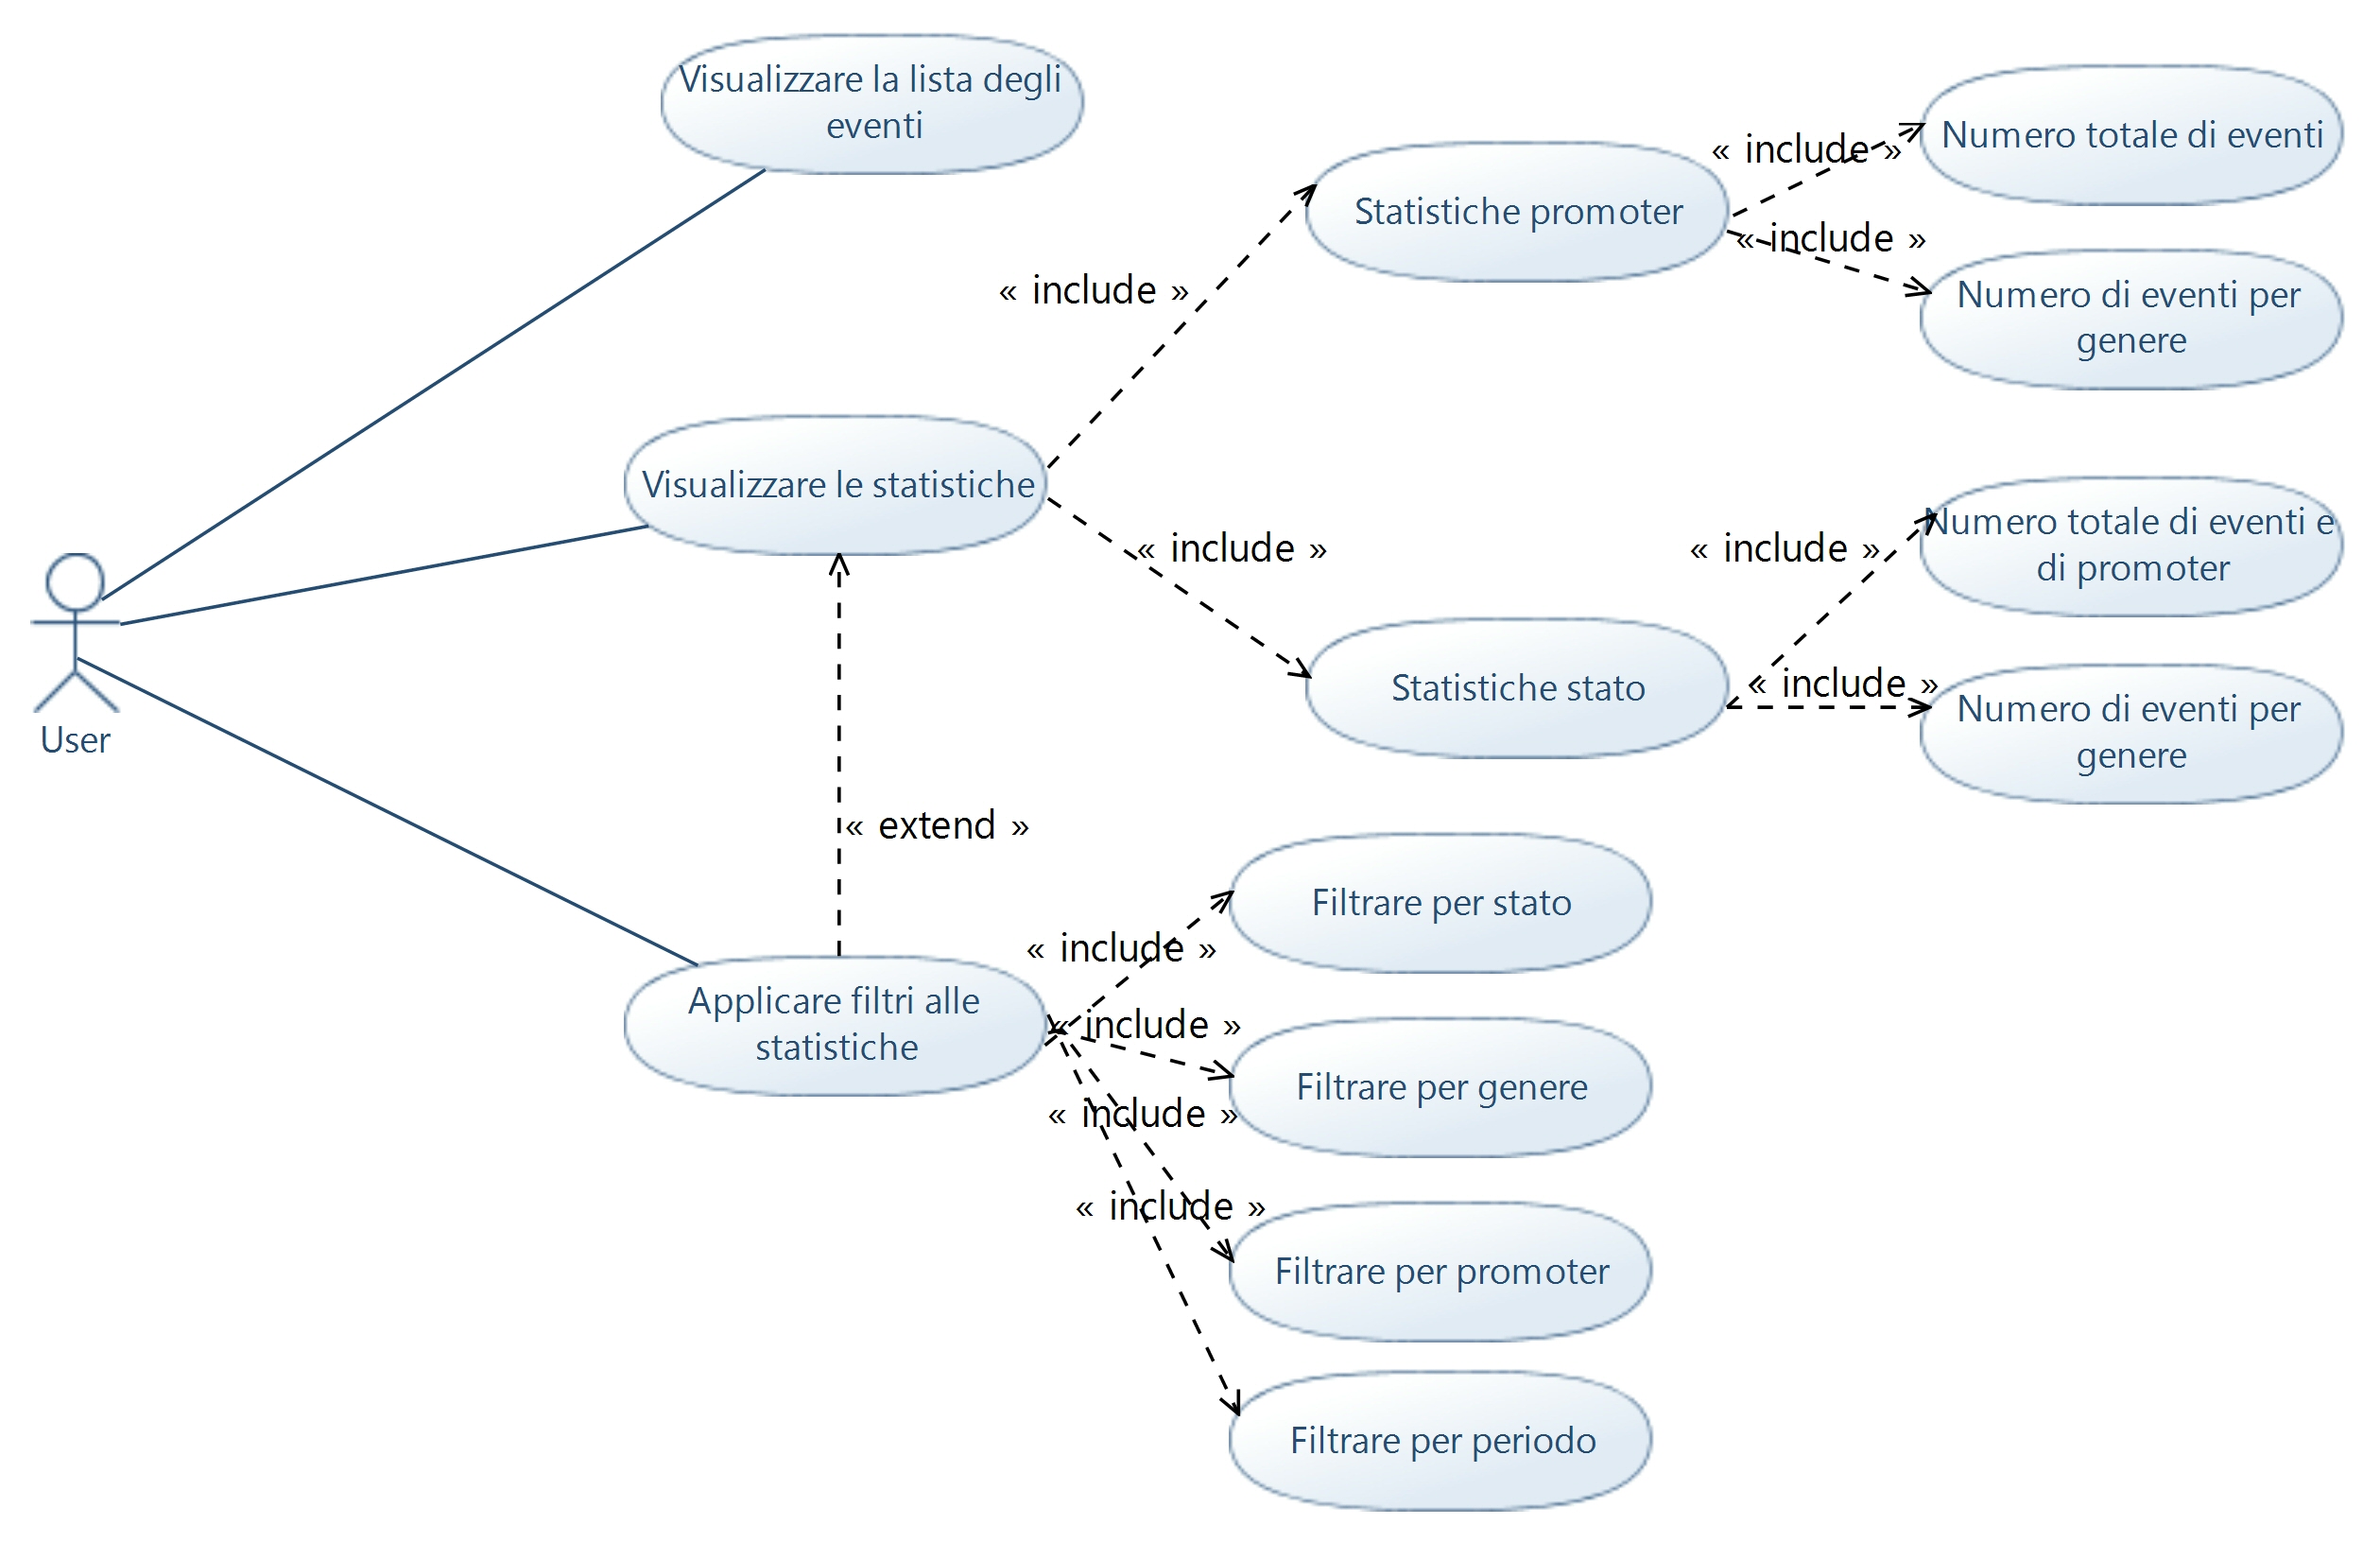 Visualizzare la lista degli
eventi
Numero totale di eventi
« include »
Statistiche promoter
« include »
Numero di eventi per
genere
« include »
Visualizzare le statistiche
Numero totale di eventi e
di promoter
« include »
« include »
Statistiche stato
« include »
Numero di eventi per
genere
User
« extend »
Filtrare per stato
« include »
Applicare filtri alle
statistiche
« include »
Filtrare per genere
« include »
« include »
Filtrare per promoter
Filtrare per periodo